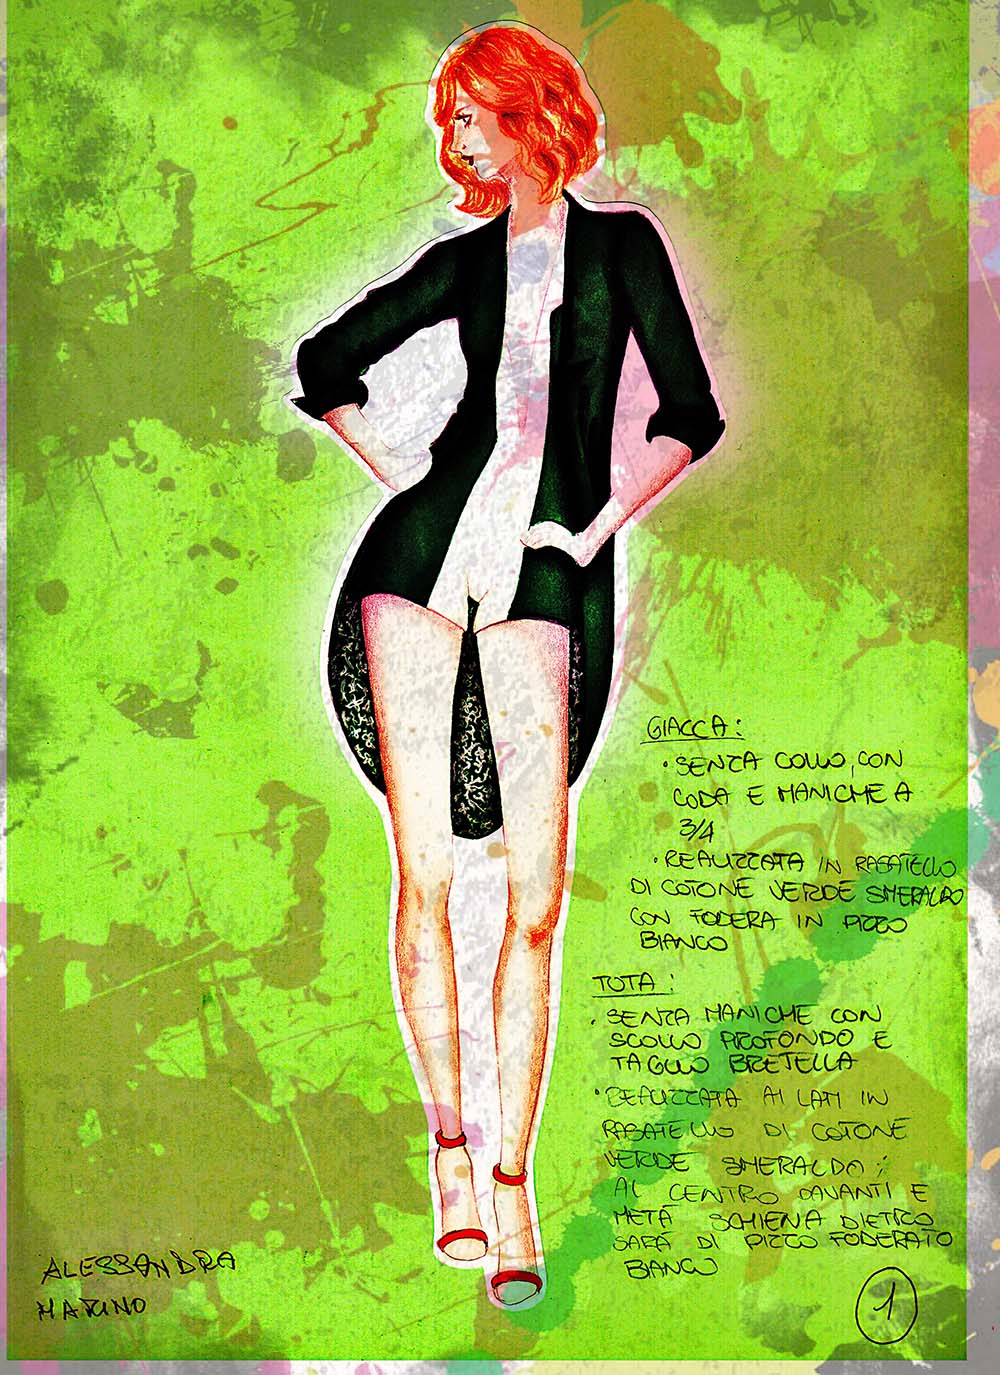 GIACCA:
• SENZA COLLO, CON
CODA E MANICHE A
3/4
• REALIZZATA IN RASATELLO
DI COTONE VERDE SMERALDO
CON FODERA IN PIZZO
BIANCO
TUTA:
• SENZA MANICHE CON
SCOLLO PROFONDO E
TAGLIO BRETELLA
• REALIZZATA AI LATI IN
RASATELLO DI COTONE
VERDE SMERALDO;
AL CENTRO DAVANTI E
METÀ SCHIENA DIETRO
SARÀ DI PIZZO FODERATO
BIANCO
ALESSANDRA
1